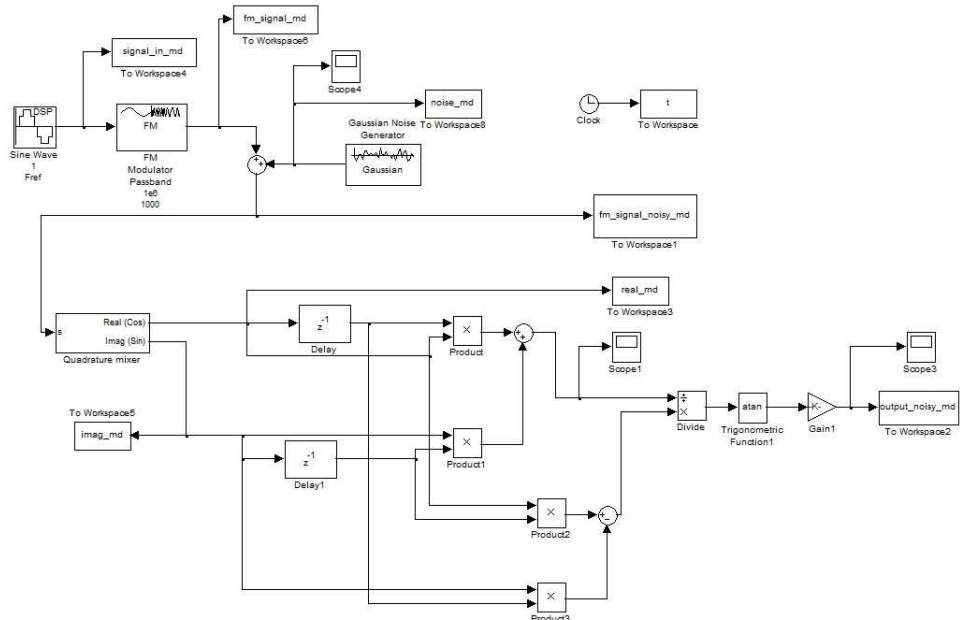 fm_signal_md
To Workspace6
signal_in_md
To Workspace4
Scope4
DSP
Sine Wave
1
Fref
FM
FM
Modulator
Passband
1e6
1000
noise_md
To Workspace8
Gaussian Noise
Generator
Gaussian
Clock
t
To Workspace
fm_signal_noisy_md
To Workspace1
real_md
To Workspace3
s
Real (Cos)
Imag (Sin)
Quadrature mixer
z-1
Delay
Product
Scope1
Scope3
To Workspace5
imag_md
z-1
Delay1
Product1
Divide
atan
Trigonometric
Function1
-K-
Gain1
output_noisy_md
To Workspace2
Product2
Product3